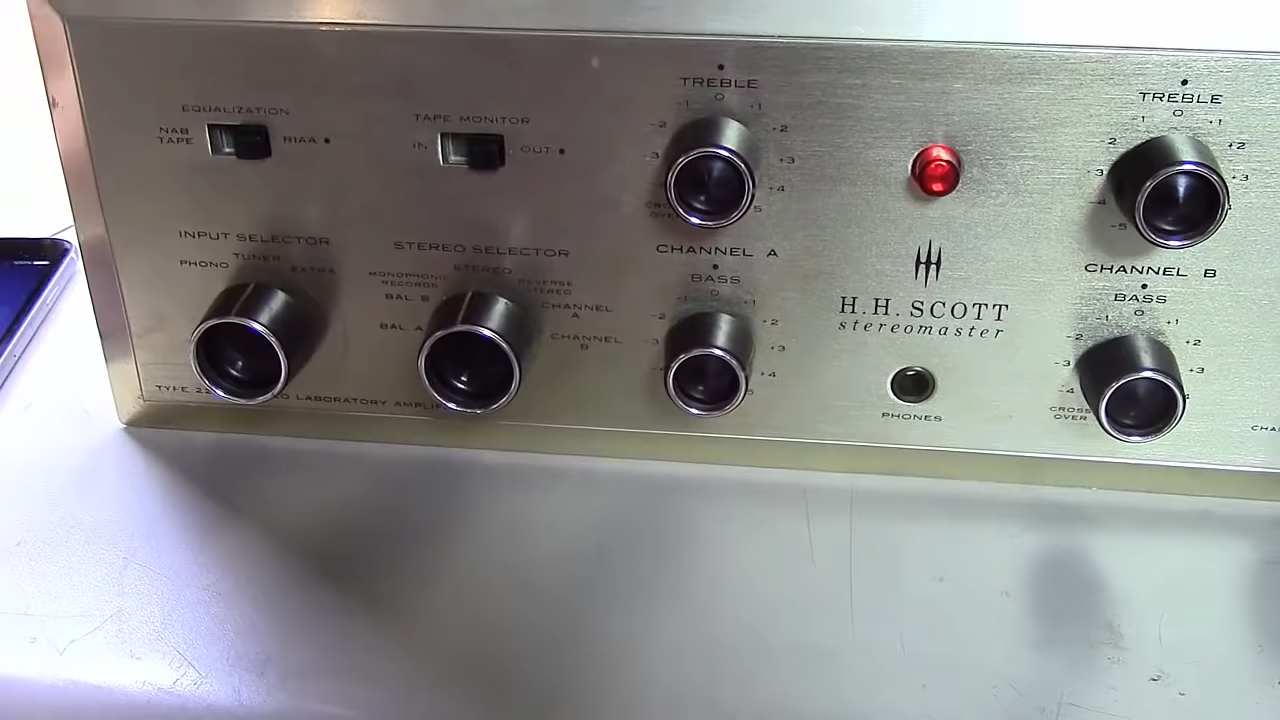 EQUALIZATION
NAB
TAPE
RIAA
TAPE MONITOR
IN
OUT
INPUT SELECTOR
PHONO
TUNER
EXTRA
STEREO SELECTOR
MONOPHONIC
RECORDS
STEREO
REVERSE
STEREO
BAL. B
BAL. A
CHANNEL
A
CHANNEL
B
TYPE 22
LABORATORY
TREBLE
-1 0 +1
-2 +2
-3 +3
+4
5
CHANNEL A
BASS
-1 0 +1
-2 +2
-3 +3
+4
H.H. SCOTT
stereomaster
PHONES
TREBLE
-1 0 +1
2 +2
-3 +3
-4
-5
CHANNEL B
BASS
-1 0 +1
-2 +2
-3 +3
-4
CROSS
OVER